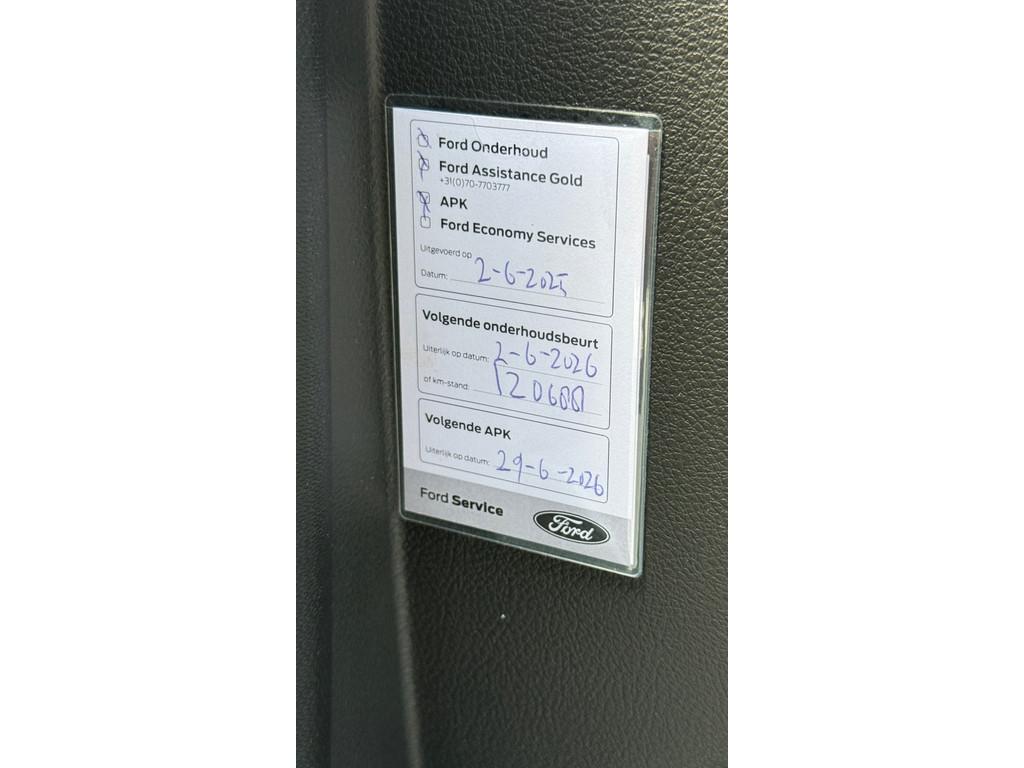 Ford Onderhoud
Ford Assistance Gold
+31(0)70-7703777
APK
Ford Economy Services
Uitgevoerd op
Datum: 2-6-2025
Volgende onderhoudsbeurt
Uiterlijk op datum: 2-6-2026
of km-stand: 120600
Volgende APK
Uiterlijk op datum: 29-6-2026
Ford Service
Ford